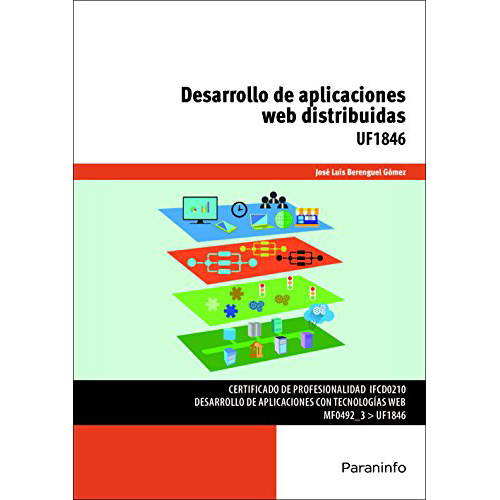 Desarrollo de aplicaciones
web distribuidas
UF1846
José Luis Berenguel Gómez
CERTIFICADO DE PROFESIONALIDAD IFCD0210
DESARROLLO DE APLICACIONES CON TECNOLOGÍAS WEB
MF0492_3 > UF1846
Paraninfo